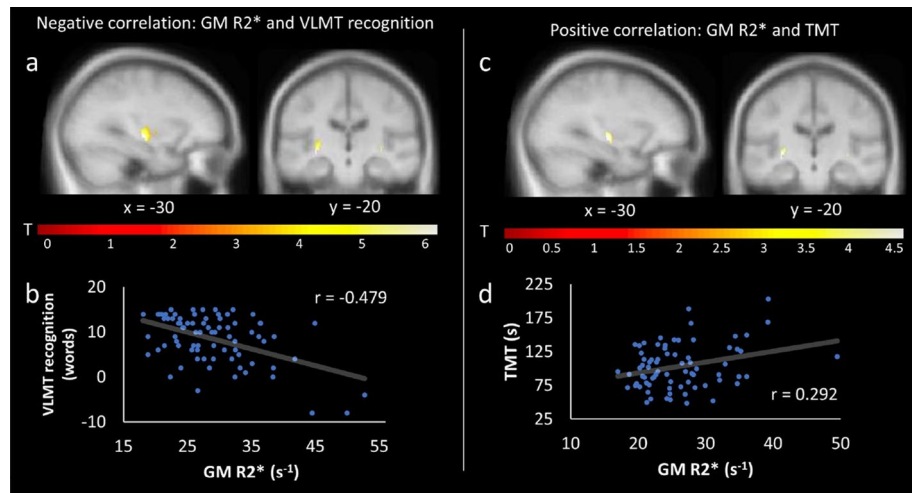 Negative correlation: GM R2* and VLMT recognition
a
x = -30
y = -20
T
0 1 2 3 4 5 6
b
VLMT recognition
(words)
20
10
0
-10
r = -0.479
15 25 35 45 55
GM R2* (s⁻¹)
Positive correlation: GM R2* and TMT
c
x = -30
y = -20
T
0 0.5 1 1.5 2 2.5 3 3.5 4 4.5
d
TMT (s)
225
175
125
75
25
r = 0.292
10 20 30 40 50
GM R2* (s⁻¹)